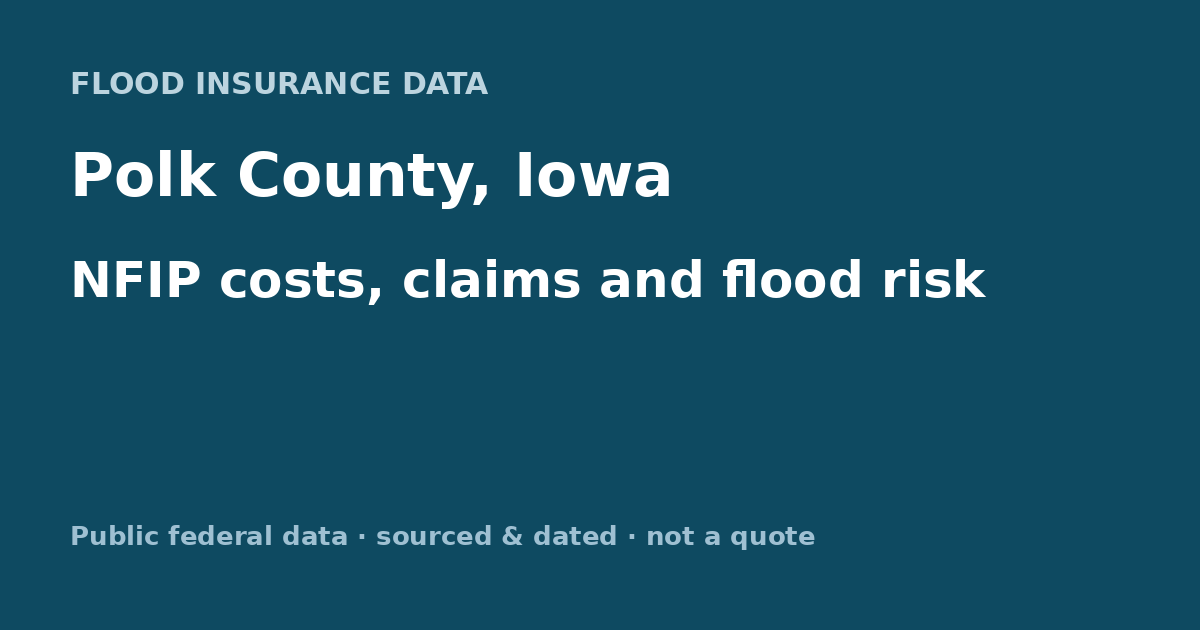 FLOOD INSURANCE DATA
Polk County, Iowa
NFIP costs, claims and flood risk
Public federal data · sourced & dated · not a quote